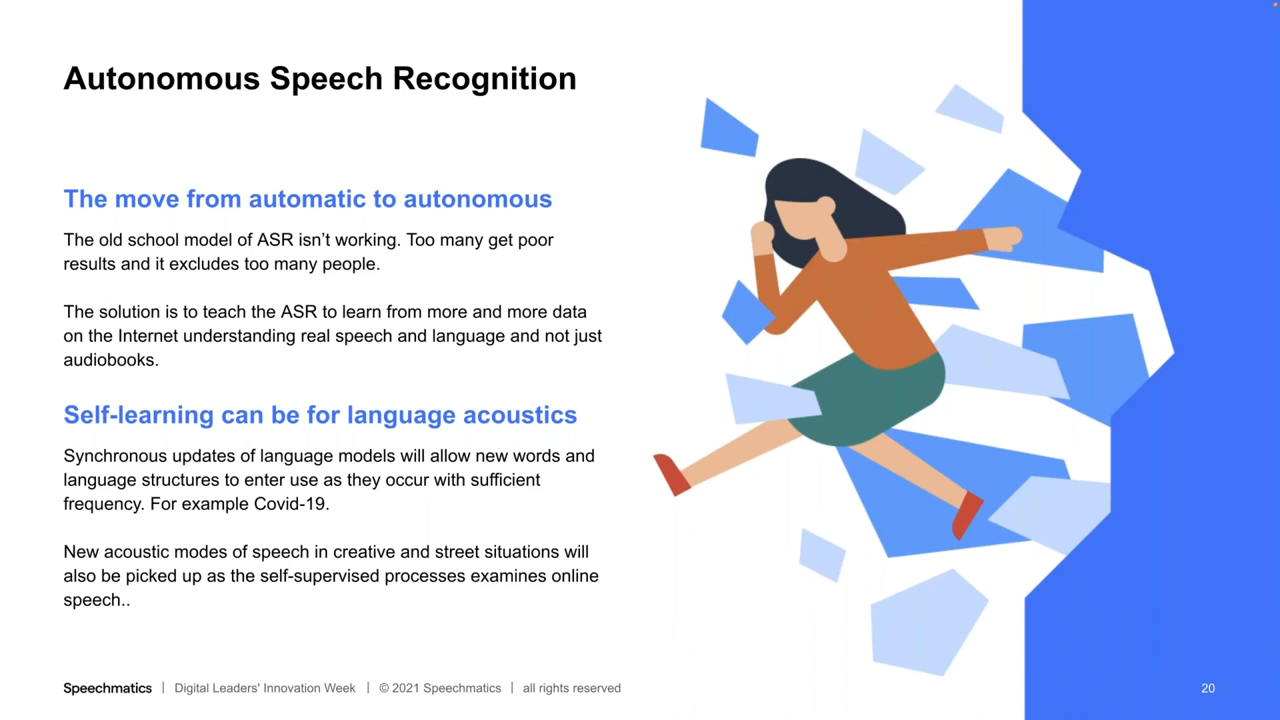 Autonomous Speech Recognition
The move from automatic to autonomous
The old school model of ASR isn’t working. Too many get poor
results and it excludes too many people.
The solution is to teach the ASR to learn from more and more data
on the Internet understanding real speech and language and not just
audiobooks.
Self-learning can be for language acoustics
Synchronous updates of language models will allow new words and
language structures to enter use as they occur with sufficient
frequency. For example Covid-19.
New acoustic modes of speech in creative and street situations will
also be picked up as the self-supervised processes examines online
speech..
Speechmatics | Digital Leaders' Innovation Week | © 2021 Speechmatics | all rights reserved
20